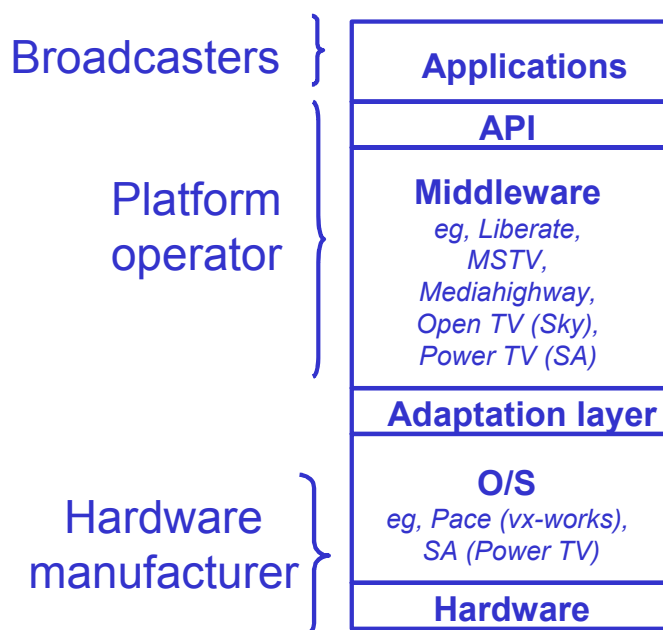 Broadcasters
Applications
API
Platform
operator
Middleware
eg, Liberate,
MSTV,
Mediahighway,
Open TV (Sky),
Power TV (SA)
Adaptation layer
Hardware
manufacturer
O/S
eg, Pace (vx-works),
SA (Power TV)
Hardware